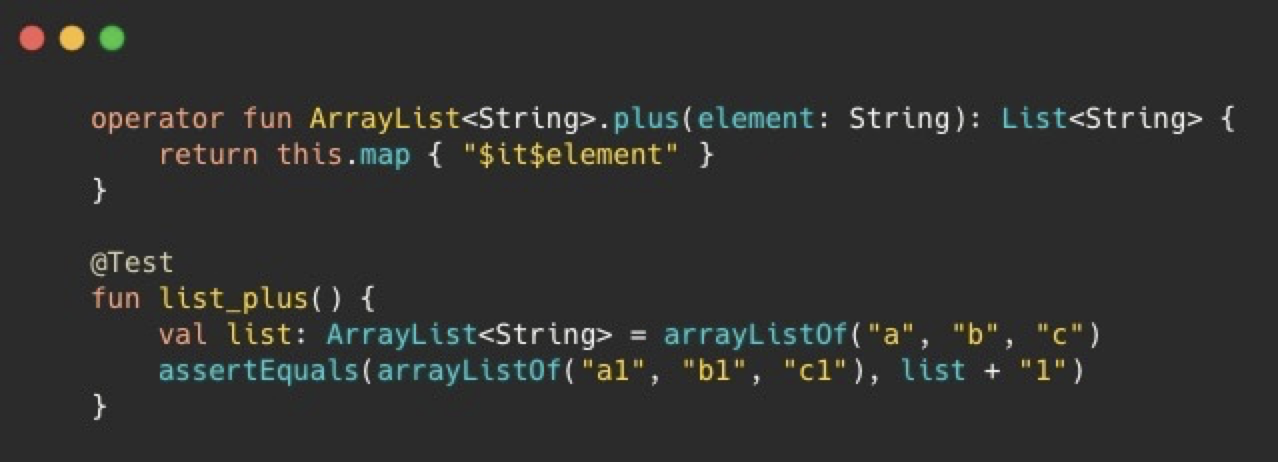 operator fun ArrayList<String>.plus(element: String): List<String> {
    return this.map { "$it$element" }
}

@Test
fun list_plus() {
    val list: ArrayList<String> = arrayListOf("a", "b", "c")
    assertEquals(arrayListOf("a1", "b1", "c1"), list + "1")
}